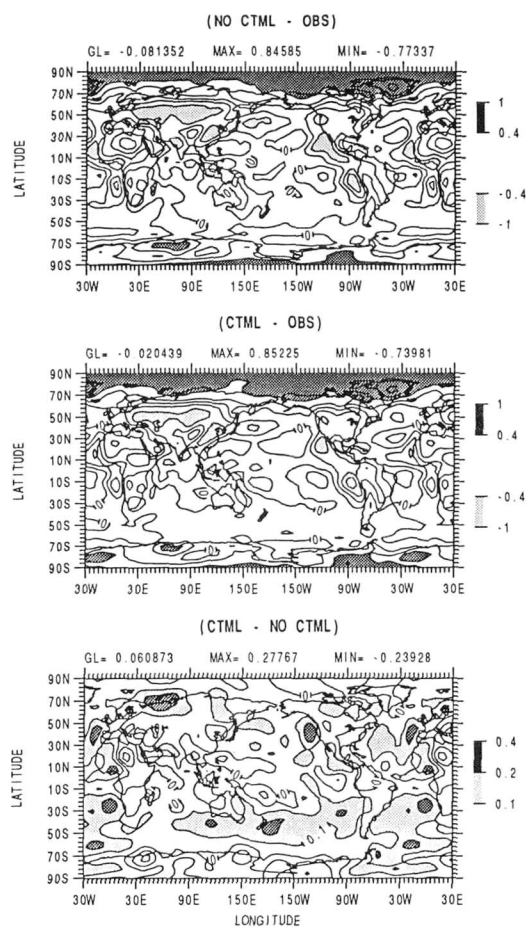 (NO CTML - OBS)
GL= -0.081352 MAX= 0.84585 MIN= -0.77337
90N
70N
50N
30N
10N
10S
30S
50S
70S
90S
LATITUDE
30W 30E 90E 150E 150W 90W 30W 30E
1
0.4
-0.4
-1
(CTML - OBS)
GL= -0.020439 MAX= 0.85225 MIN= -0.73981
90N
70N
50N
30N
10N
10S
30S
50S
70S
90S
LATITUDE
30W 30E 90E 150E 150W 90W 30W 30E
1
0.4
-0.4
-1
(CTML - NO CTML)
GL= 0.060873 MAX= 0.27767 MIN= -0.23928
90N
70N
50N
30N
10N
10S
30S
50S
70S
90S
LATITUDE
30W 30E 90E 150E 150W 90W 30W 30E
LONGITUDE
0.4
0.2
0.1